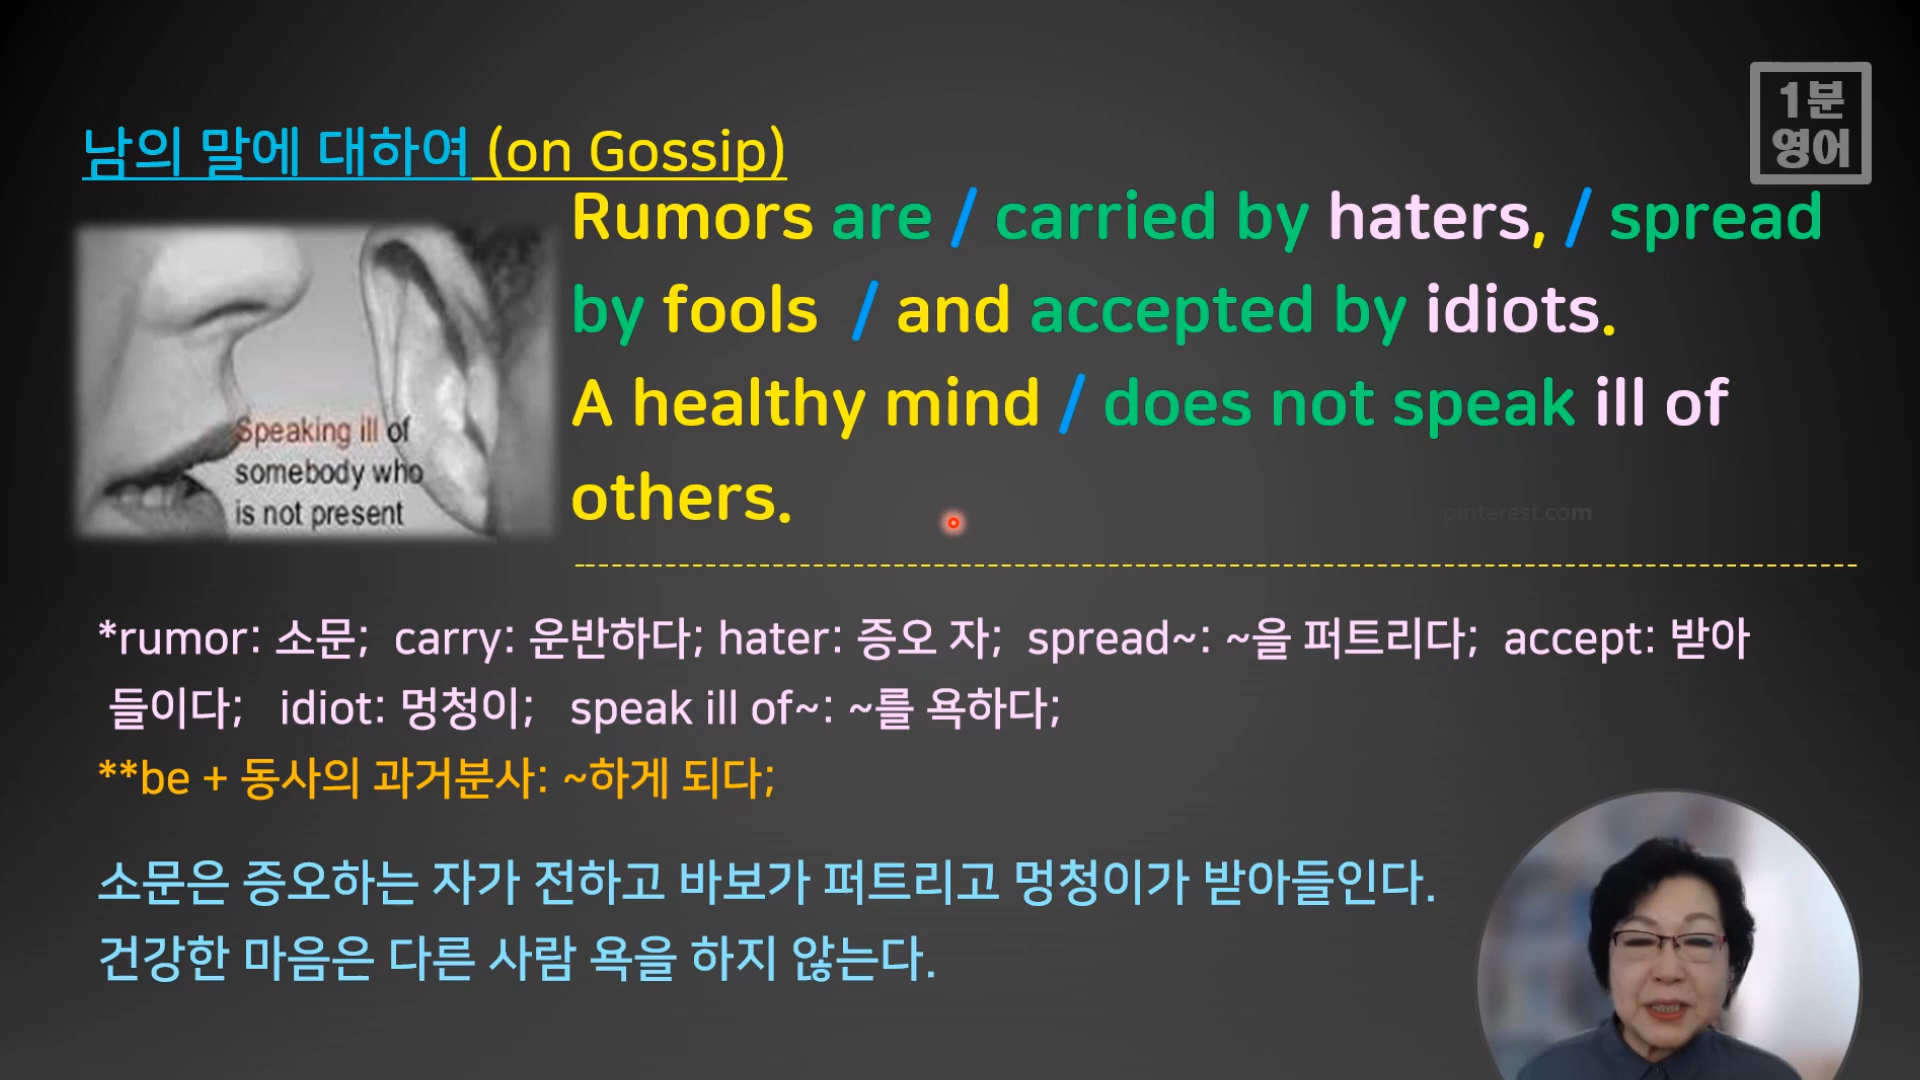 1분
영어
남의 말에 대하여 (on Gossip)
Rumors are / carried by haters, / spread
by fools / and accepted by idiots.
A healthy mind / does not speak ill of
others.
Speaking ill of
somebody who
is not present
pinterest.com
*rumor: 소문; carry: 운반하다; hater: 증오 자; spread~: ~을 퍼트리다; accept: 받아
들이다; idiot: 멍청이; speak ill of~: ~를 욕하다;
**be + 동사의 과거분사: ~하게 되다;
소문은 증오하는 자가 전하고 바보가 퍼트리고 멍청이가 받아들인다.
건강한 마음은 다른 사람 욕을 하지 않는다.